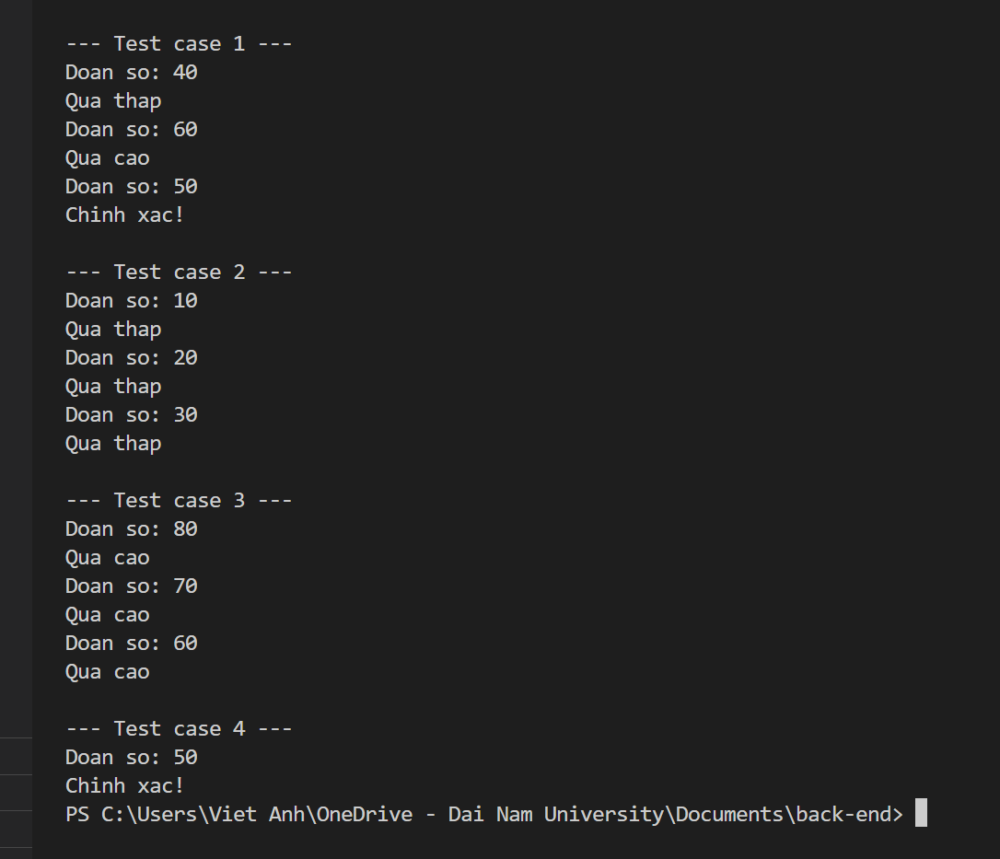 --- Test case 1 ---
Doan so: 40
Qua thap
Doan so: 60
Qua cao
Doan so: 50
Chinh xac!
--- Test case 2 ---
Doan so: 10
Qua thap
Doan so: 20
Qua thap
Doan so: 30
Qua thap
--- Test case 3 ---
Doan so: 80
Qua cao
Doan so: 70
Qua cao
Doan so: 60
Qua cao
--- Test case 4 ---
Doan so: 50
Chinh xac!
PS C:\Users\Viet Anh\OneDrive - Dai Nam University\Documents\back-end>